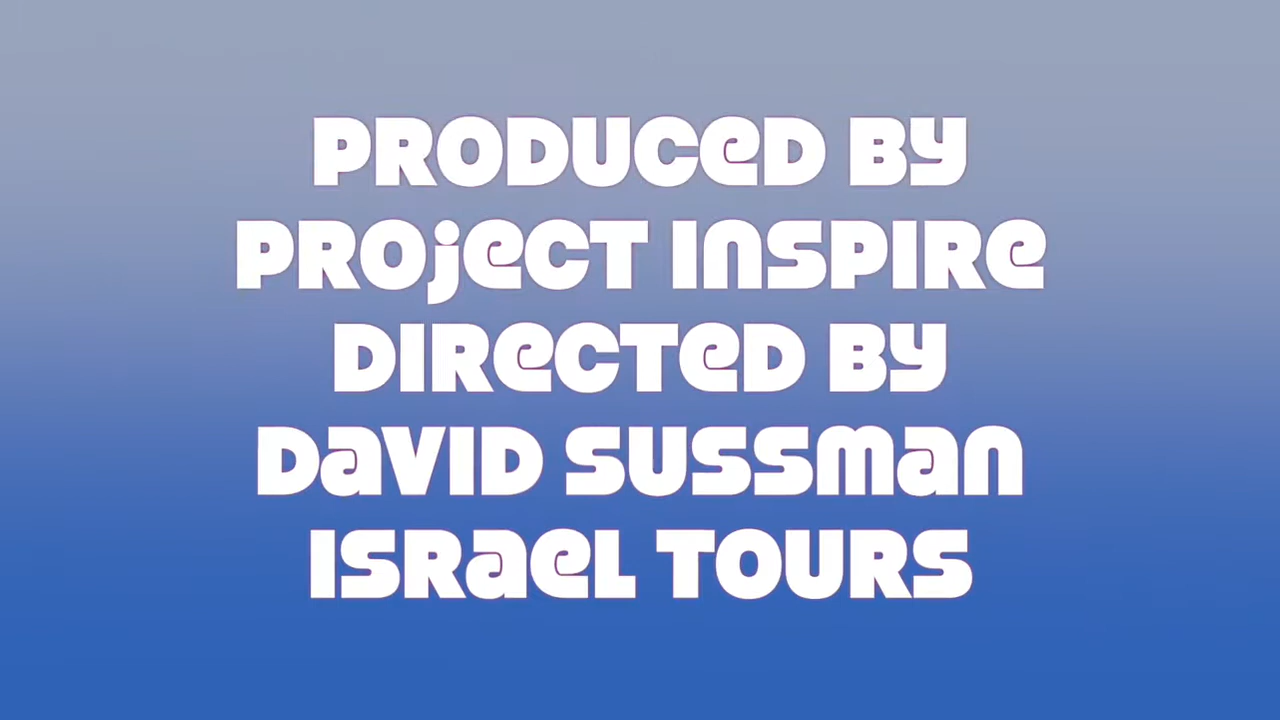 PRODUCeD BY
PROjeCT InSPIRe
DIReCTeD BY
DaVID SUSSman
ISRaeL TOURS